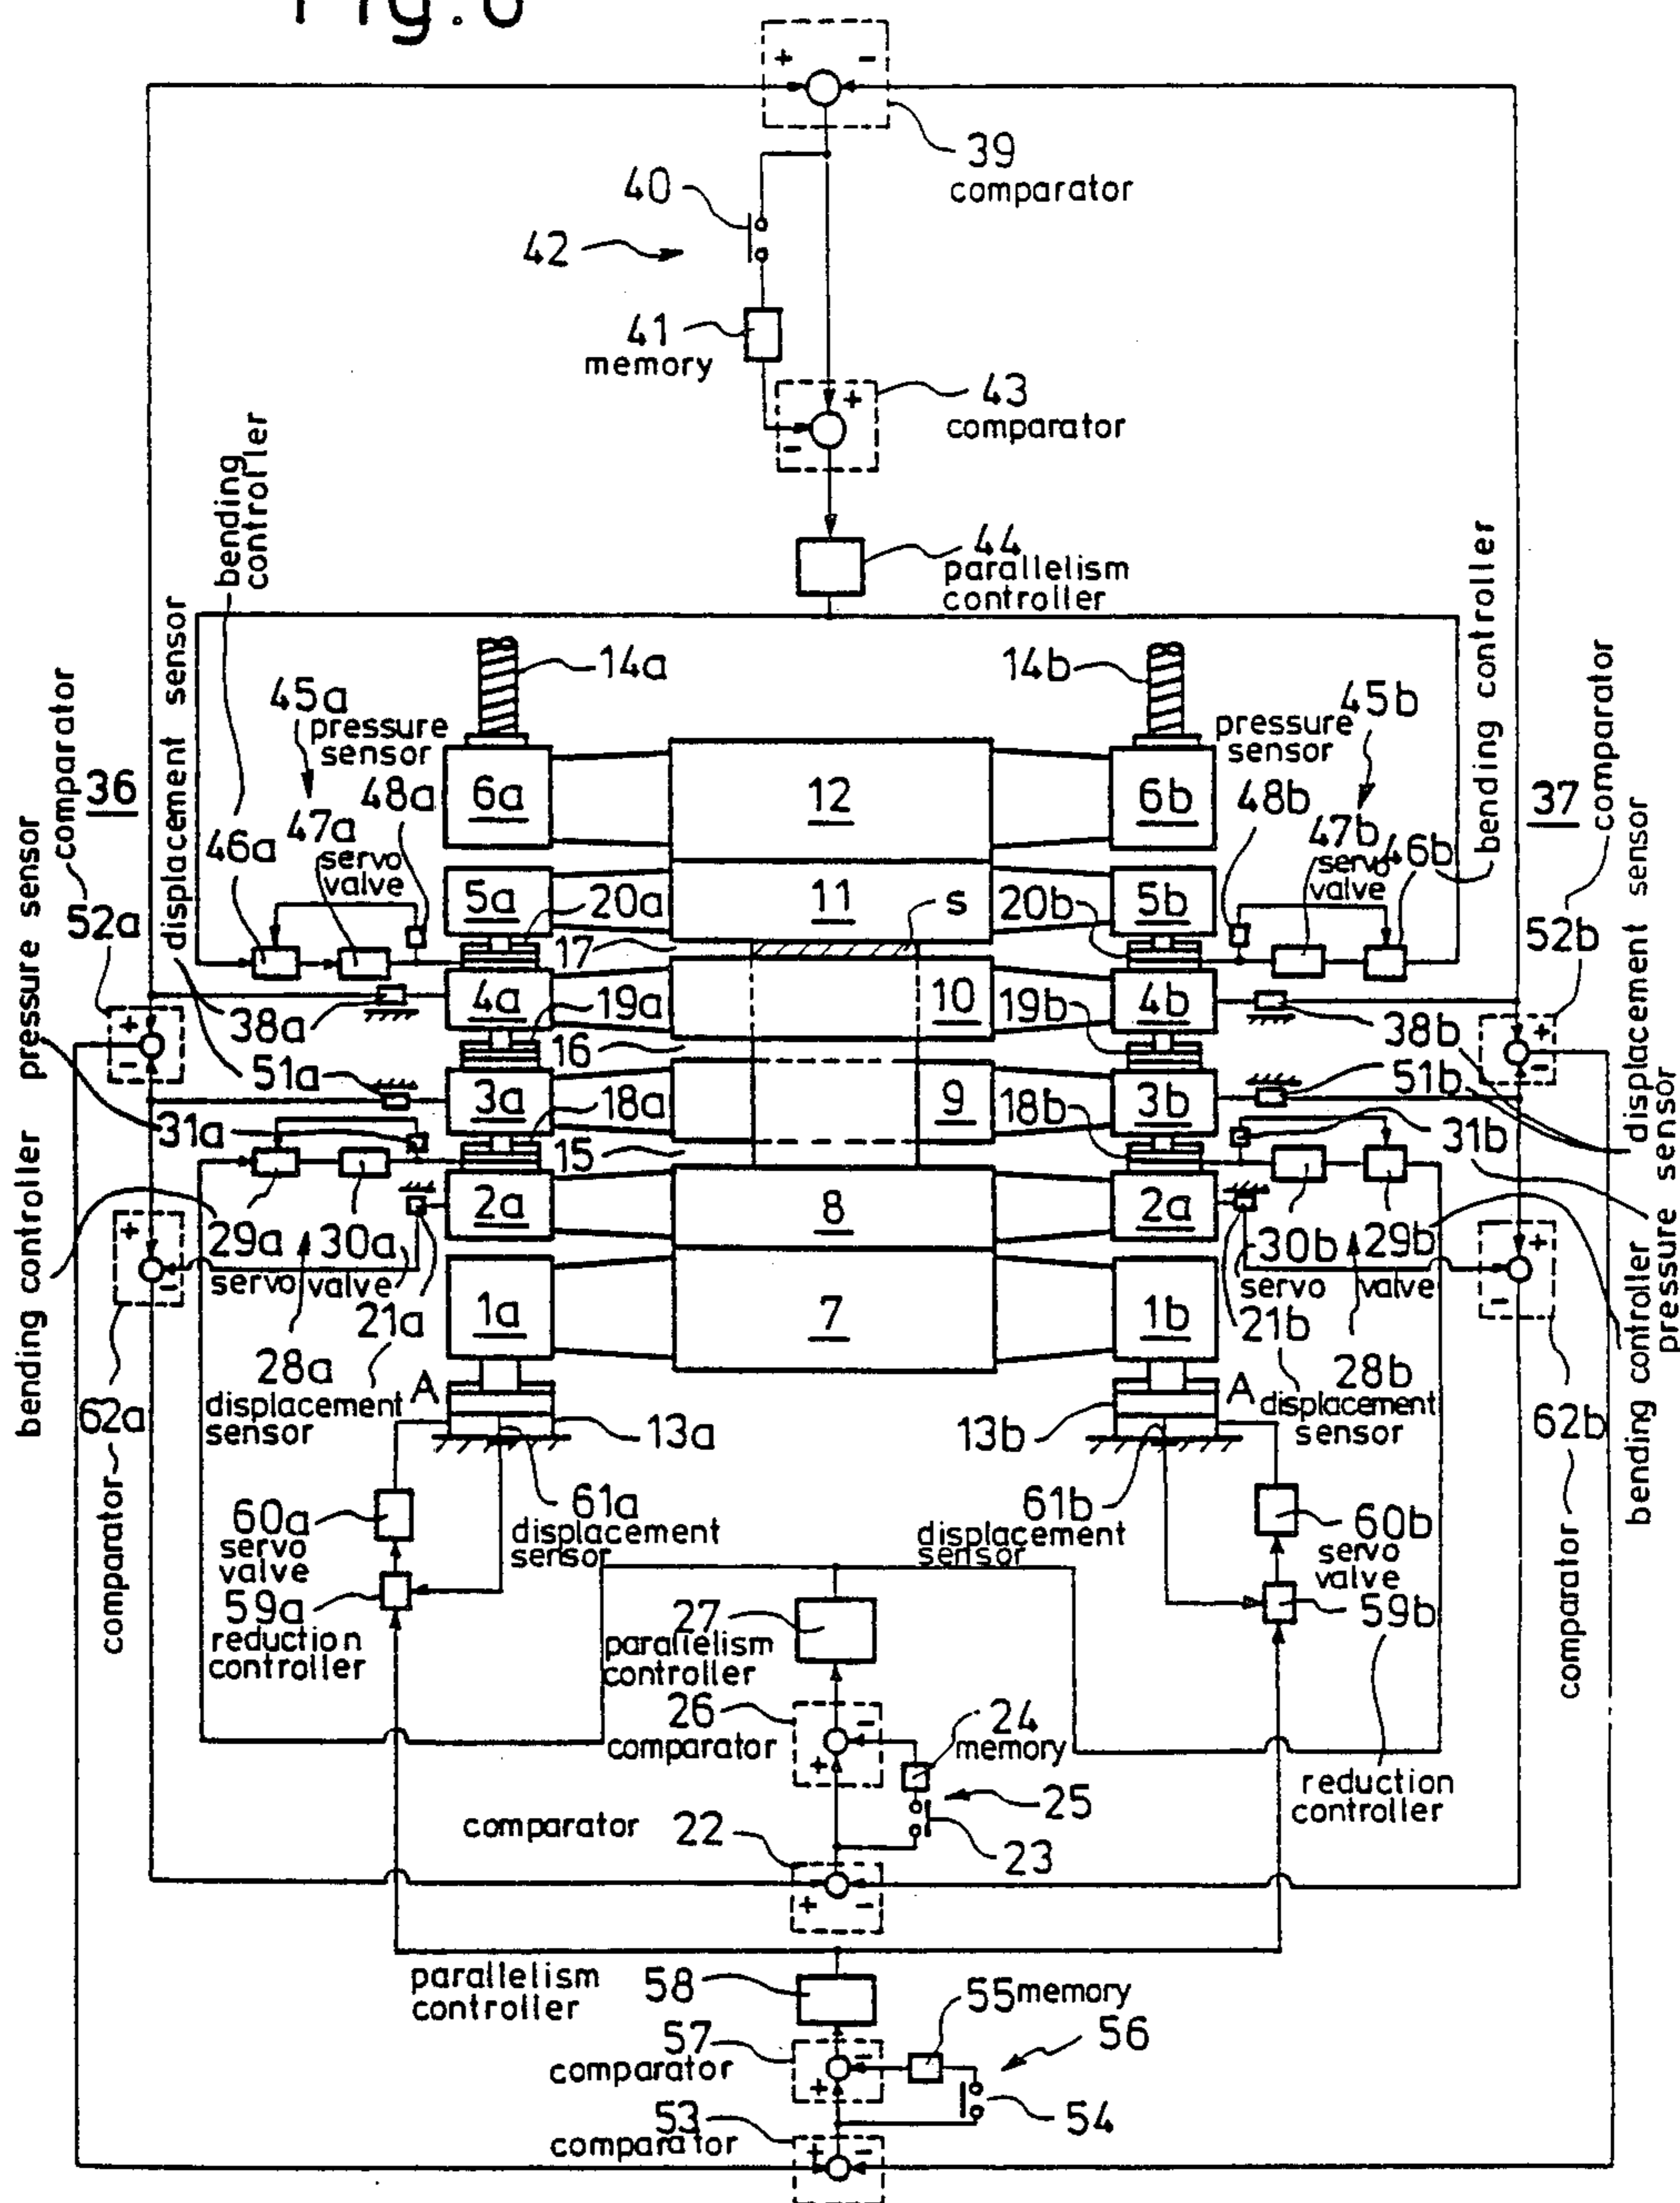 Fig. 6
+ -
39
comparator
40
42
41
memory
43
comparator
+
-
44
parallelism
controller
bending
controller
displacement sensor
comparator
36
pressure sensor
52a
45a
pressure
sensor
48a
46a
47a
servo
valve
14a
14b
6a
12
6b
5a
11
5b
20a
s
20b
17
4a
10
4b
19a
19b
16
3a
9
3b
18a
18b
15
2a
8
2a
1a
7
1b
A
A
13a
13b
pressure
sensor
45b
48b
47b
servo
valve
46b
bending controller
37
comparator
52b
displacement sensor
38a
38b
51a
51b
+
-
+
-
31a
31b
pressure sensor
bending controller
29a
30a
servo valve
21a
28a
displacement
sensor
62a
comparator
+
-
30b
29b
servo valve
21b
28b
displacement
sensor
62b
comparator
+
-
bending controller
60a
servo
valve
59a
reduction
controller
61a
displacement
sensor
61b
displacement
sensor
60b
servo
valve
59b
reduction
controller
27
parallelism
controller
26
comparator
-
+
24
memory
25
23
comparator
22
+ -
parallelism
controller
58
55 memory
56
57
comparator
-
+
54
53
comparator
+ -